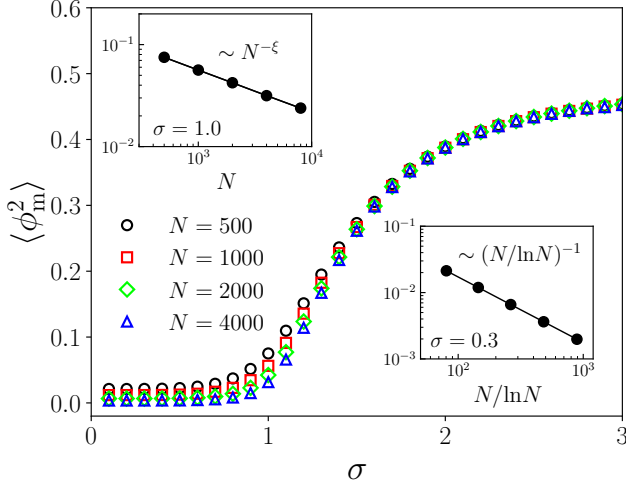 0.6
0.5
0.4
0.3
0.2
0.1
0.0
⟨ϕ²ₘ⟩
0
1
2
3
σ
10⁻¹
10⁻²
∼ N^−ξ
σ = 1.0
10³
10⁴
N
N = 500
N = 1000
N = 2000
N = 4000
10⁻¹
10⁻²
10⁻³
∼ (N/lnN)⁻¹
σ = 0.3
10²
10³
N/lnN